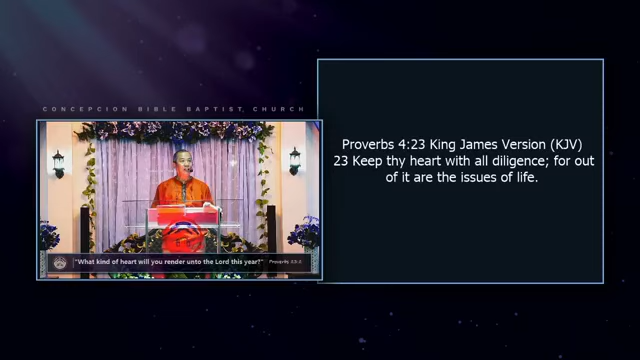 CONCEPCION BIBLE BAPTIST CHURCH
Proverbs 4:23 King James Version (KJV)
23 Keep thy heart with all diligence; for out
of it are the issues of life.
"What kind of heart will you render unto the Lord this year?"